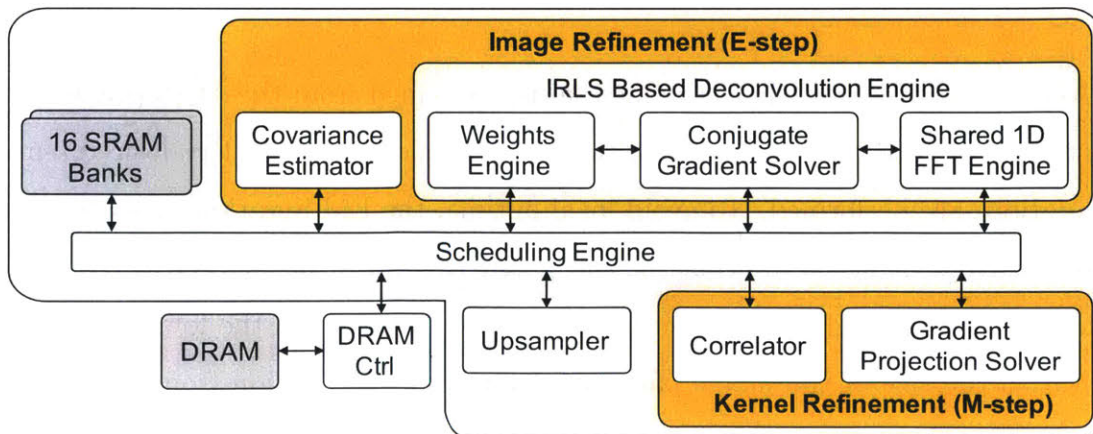 Image Refinement (E-step)
IRLS Based Deconvolution Engine
16 SRAM
Banks
Covariance
Estimator
Weights
Engine
Conjugate
Gradient Solver
Shared 1D
FFT Engine
Scheduling Engine
DRAM
DRAM
Ctrl
Upsampler
Correlator
Gradient
Projection Solver
Kernel Refinement (M-step)